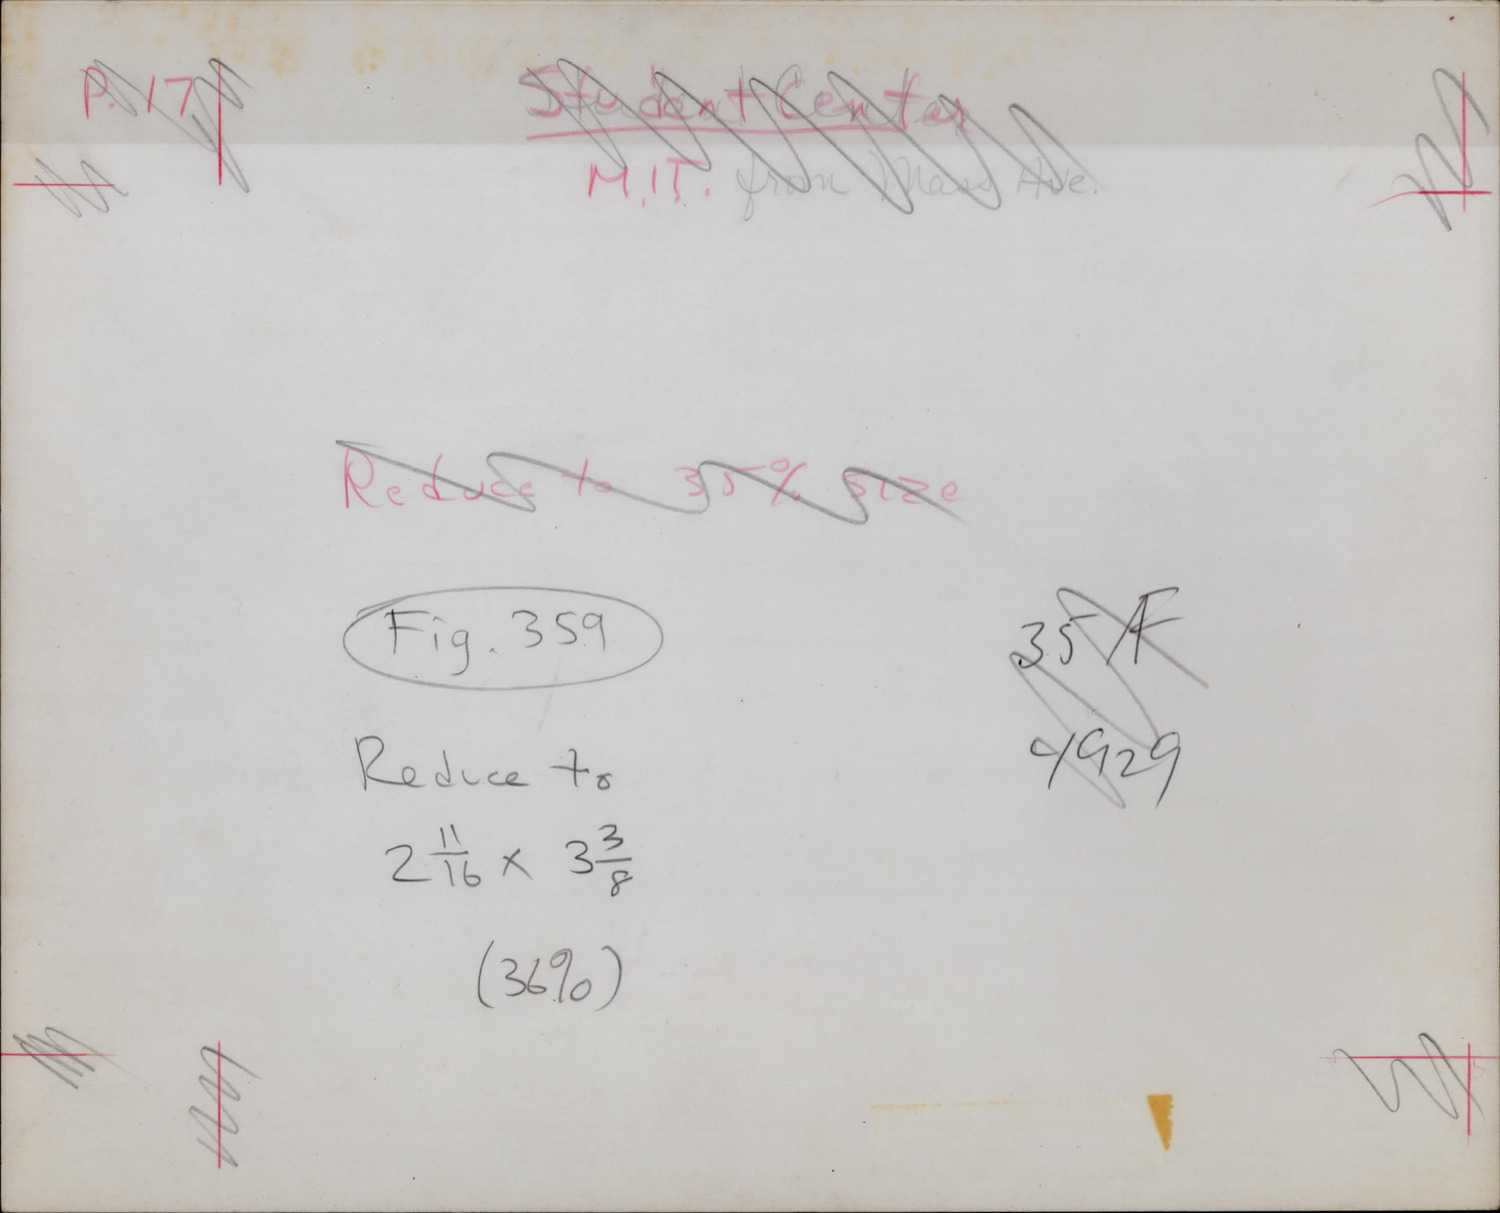 P. 17
Student Center
M.I.T. from Mass Ave.
Reduce to 35% size
Fig. 359
35/F
4929
Reduce to
2 11/16 x 3 3/8
(36%)